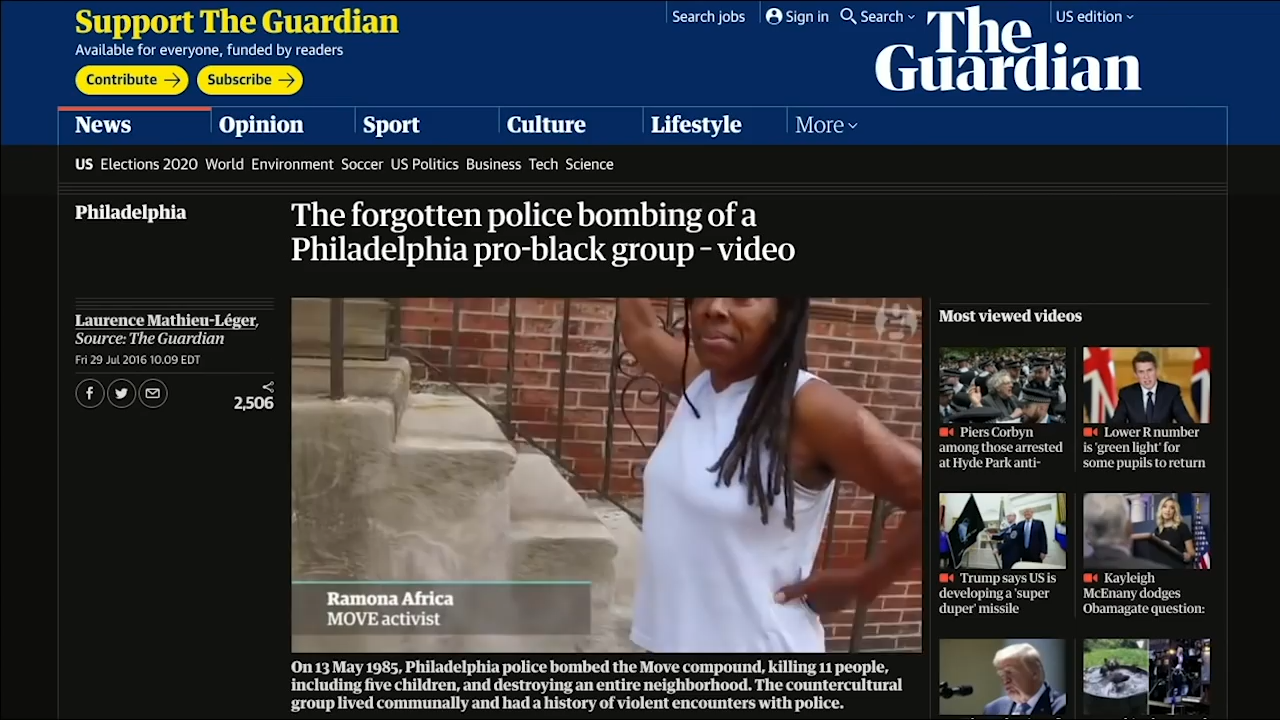 Support The Guardian
Available for everyone, funded by readers
Contribute
Subscribe
Search jobs
Sign in
Search
US edition
The
Guardian
News
Opinion
Sport
Culture
Lifestyle
More
US Elections 2020 World Environment Soccer US Politics Business Tech Science
Philadelphia
The forgotten police bombing of a
Philadelphia pro-black group – video
Laurence Mathieu-Léger,
Source: The Guardian
Fri 29 Jul 2016 10.09 EDT
2,506
Ramona Africa
MOVE activist
On 13 May 1985, Philadelphia police bombed the Move compound, killing 11 people,
including five children, and destroying an entire neighborhood. The countercultural
group lived communally and had a history of violent encounters with police.
Most viewed videos
Piers Corbyn
among those arrested
at Hyde Park anti-
Lower R number
is 'green light' for
some pupils to return
Trump says US is
developing a 'super
duper' missile
Kayleigh
McEnany dodges
Obamagate question: